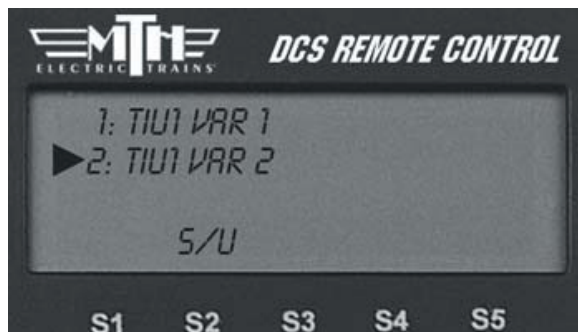 MTH
ELECTRIC TRAINS
DCS REMOTE CONTROL
1: TIU1 VAR 1
2: TIU1 VAR 2
S/U
S1 S2 S3 S4 S5